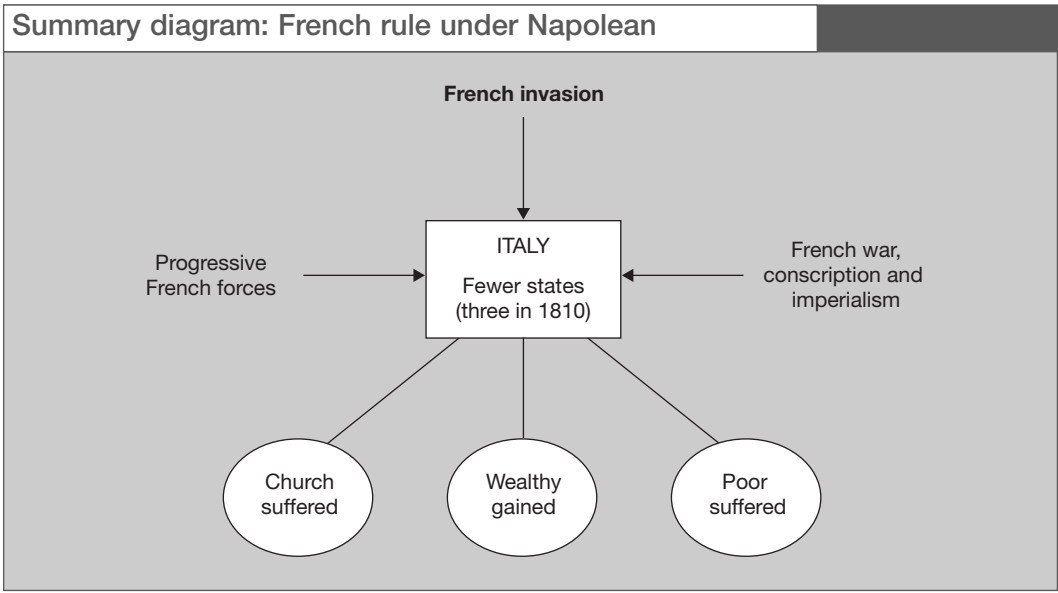 Summary diagram: French rule under Napolean
French invasion
Progressive
French forces
ITALY
Fewer states
(three in 1810)
French war,
conscription and
imperialism
Church
suffered
Wealthy
gained
Poor
suffered